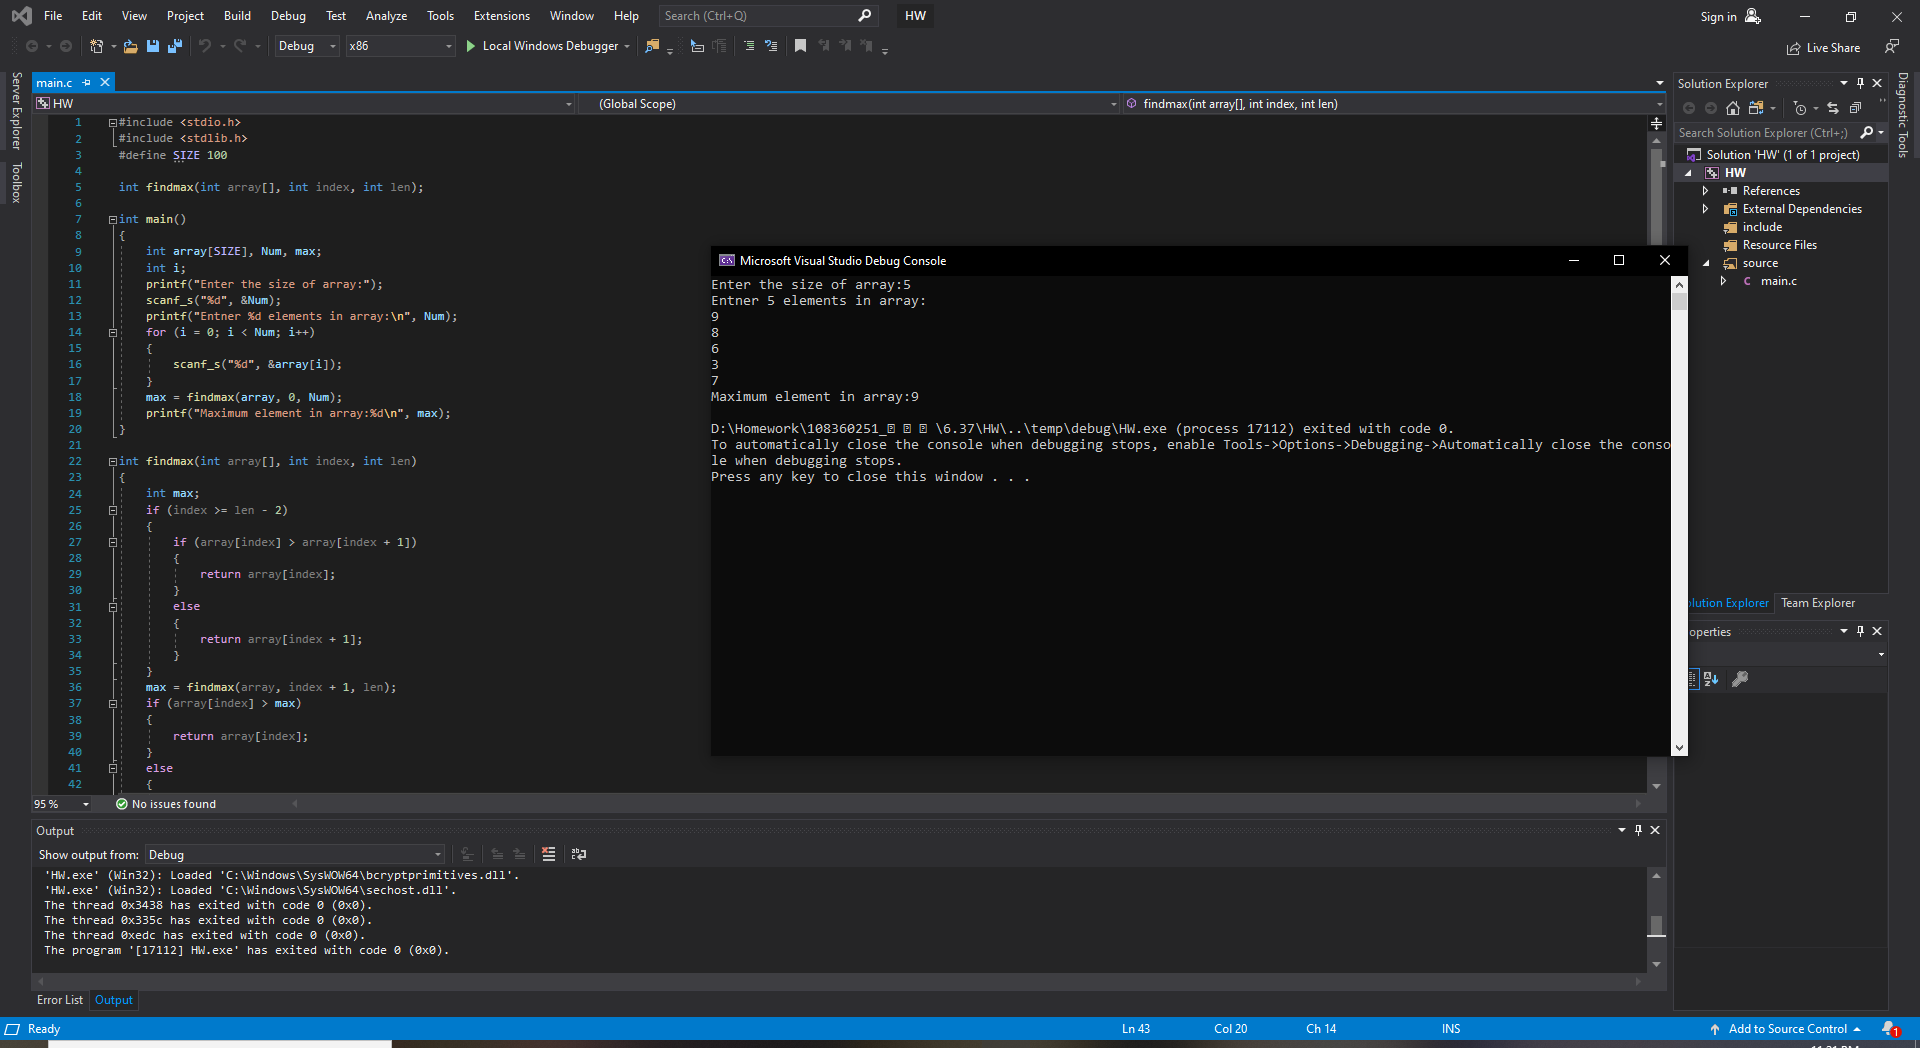 File Edit View Project Build Debug Test Analyze Tools Extensions Window Help Search (Ctrl+Q) HW Sign in
Debug x86 Local Windows Debugger Live Share
Server Explorer
Toolbox
main.c
HW (Global Scope) findmax(int array[], int index, int len)
1 #include <stdio.h>
2 #include <stdlib.h>
3 #define SIZE 100
4
5 int findmax(int array[], int index, int len);
6
7 int main()
8 {
9 int array[SIZE], Num, max;
10 int i;
11 printf("Enter the size of array:");
12 scanf_s("%d", &Num);
13 printf("Entner %d elements in array:\n", Num);
14 for (i = 0; i < Num; i++)
15 {
16 scanf_s("%d", &array[i]);
17 }
18 max = findmax(array, 0, Num);
19 printf("Maximum element in array:%d\n", max);
20 }
21
22 int findmax(int array[], int index, int len)
23 {
24 int max;
25 if (index >= len - 2)
26 {
27 if (array[index] > array[index + 1])
28 {
29 return array[index];
30 }
31 else
32 {
33 return array[index + 1];
34 }
35 }
36 max = findmax(array, index + 1, len);
37 if (array[index] > max)
38 {
39 return array[index];
40 }
41 else
42 {
95 % No issues found
Microsoft Visual Studio Debug Console
Enter the size of array:5
Entner 5 elements in array:
9
8
6
3
7
Maximum element in array:9
D:\Homework\108360251_ \6.37\HW\..\temp\debug\HW.exe (process 17112) exited with code 0.
To automatically close the console when debugging stops, enable Tools->Options->Debugging->Automatically close the conso
le when debugging stops.
Press any key to close this window . . .
Solution Explorer
Search Solution Explorer (Ctrl+;)
Solution 'HW' (1 of 1 project)
HW
References
External Dependencies
include
Resource Files
source
main.c
olution Explorer Team Explorer
operties
Diagnostic Tools
Output
Show output from: Debug
'HW.exe' (Win32): Loaded 'C:\Windows\SysWOW64\bcryptprimitives.dll'.
'HW.exe' (Win32): Loaded 'C:\Windows\SysWOW64\sechost.dll'.
The thread 0x3438 has exited with code 0 (0x0).
The thread 0x335c has exited with code 0 (0x0).
The thread 0xedc has exited with code 0 (0x0).
The program '[17112] HW.exe' has exited with code 0 (0x0).
Error List Output
Ready Ln 43 Col 20 Ch 14 INS Add to Source Control 1